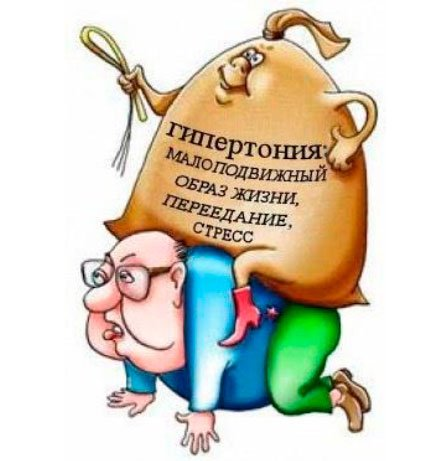 гипертония:
МАЛОПОДВИЖНЫЙ
ОБРАЗ ЖИЗНИ,
ПЕРЕЕДАНИЕ,
СТРЕСС